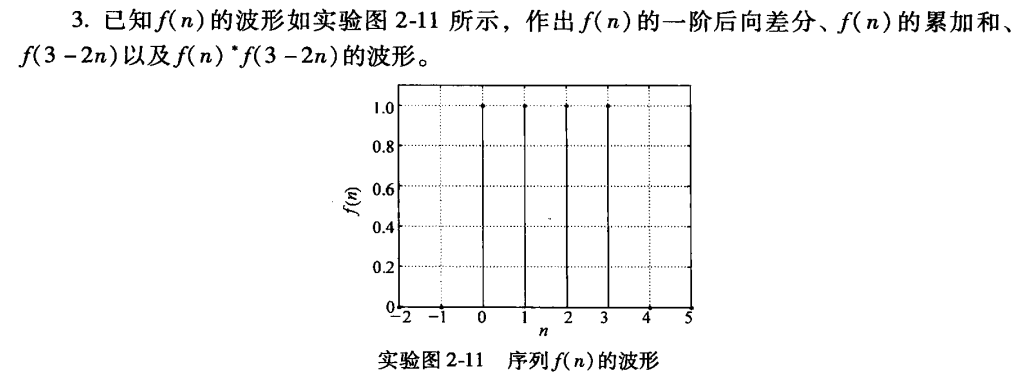 3. 已知f(n)的波形如实验图 2-11 所示，作出f(n)的一阶后向差分、f(n)的累加和、
f(3－2n)以及f(n)*f(3－2n)的波形。
1.0
0.8
0.6
f(n)
0.4
0.2
0
-2 -1 0 1 2 3 4 5
n
实验图 2-11 序列f(n)的波形